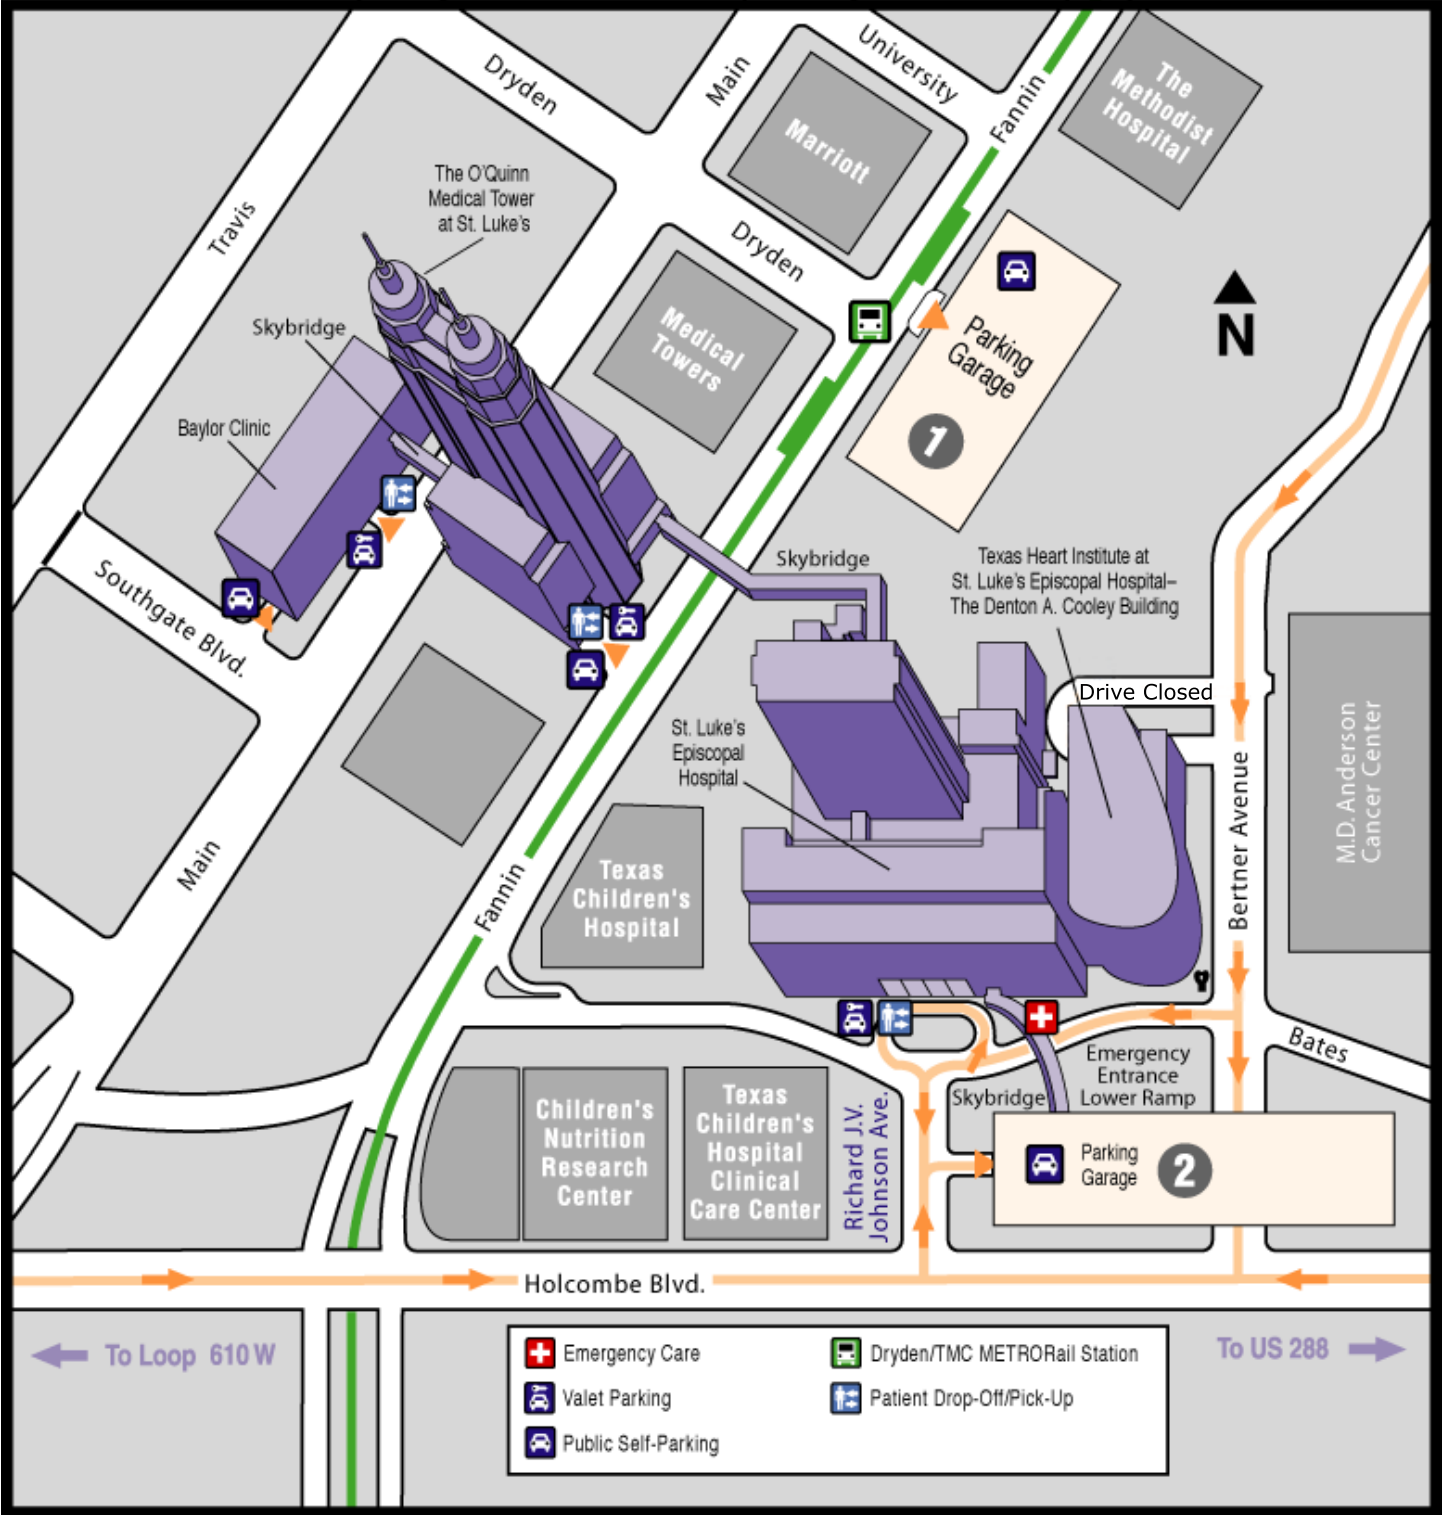 Dryden
Main
University
Fannin
The
Methodist
Hospital
Marriott
The O'Quinn
Medical Tower
at St. Luke's
Travis
Dryden
Skybridge
Medical
Towers
Parking
Garage
1
N
Baylor Clinic
Southgate Blvd.
Skybridge
Texas Heart Institute at
St. Luke's Episcopal Hospital–
The Denton A. Cooley Building
Drive Closed
St. Luke's
Episcopal
Hospital
M.D. Anderson
Cancer Center
Main
Fannin
Texas
Children's
Hospital
Bertner Avenue
Bates
Emergency
Entrance
Lower Ramp
Skybridge
Children's
Nutrition
Research
Center
Texas
Children's
Hospital
Clinical
Care Center
Richard J.V.
Johnson Ave.
Parking
Garage
2
Holcombe Blvd.
To Loop 610 W
To US 288
Emergency Care
Valet Parking
Public Self-Parking
Dryden/TMC METRORail Station
Patient Drop-Off/Pick-Up